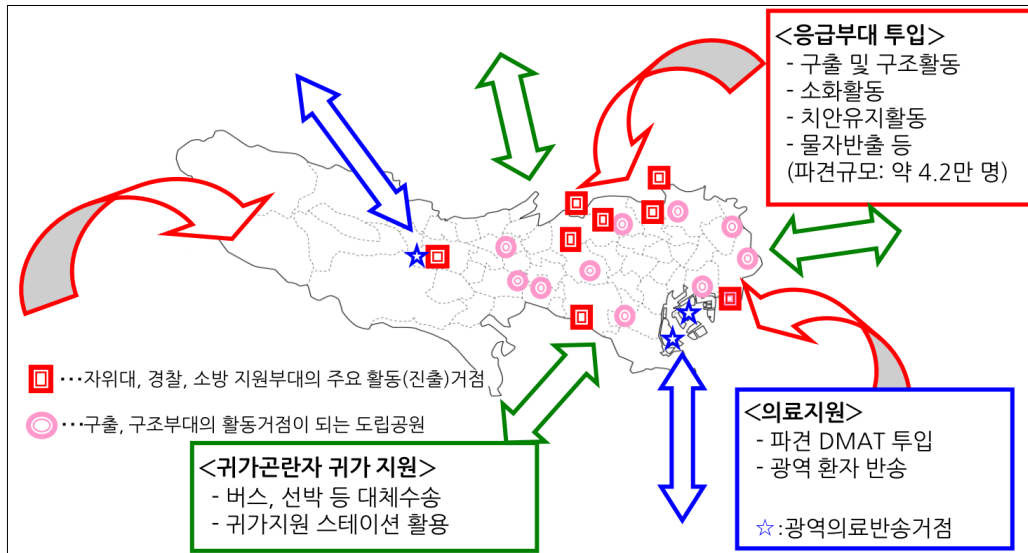 <응급부대 투입>
- 구출 및 구조활동
- 소화활동
- 치안유지활동
- 물자반출 등
(파견규모: 약 4.2만 명)
···자위대, 경찰, 소방 지원부대의 주요 활동(진출)거점
···구출, 구조부대의 활동거점이 되는 도립공원
<귀가곤란자 귀가 지원>
- 버스, 선박 등 대체수송
- 귀가지원 스테이션 활용
<의료지원>
- 파견 DMAT 투입
- 광역 환자 반송
☆:광역의료반송거점